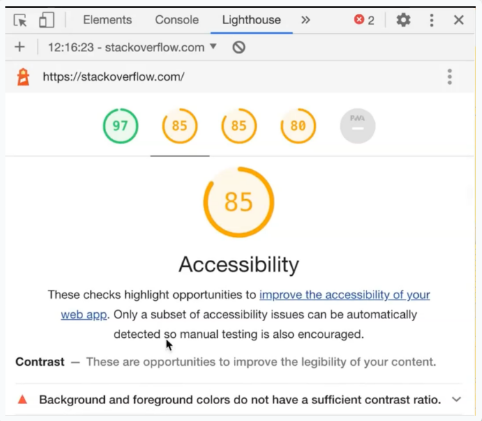 Elements Console Lighthouse » 2
+ 12:16:23 - stackoverflow.com ▼
https://stackoverflow.com/
97 85 85 80 PWA
85
Accessibility
These checks highlight opportunities to improve the accessibility of your
web app. Only a subset of accessibility issues can be automatically
detected so manual testing is also encouraged.
Contrast — These are opportunities to improve the legibility of your content.
Background and foreground colors do not have a sufficient contrast ratio.